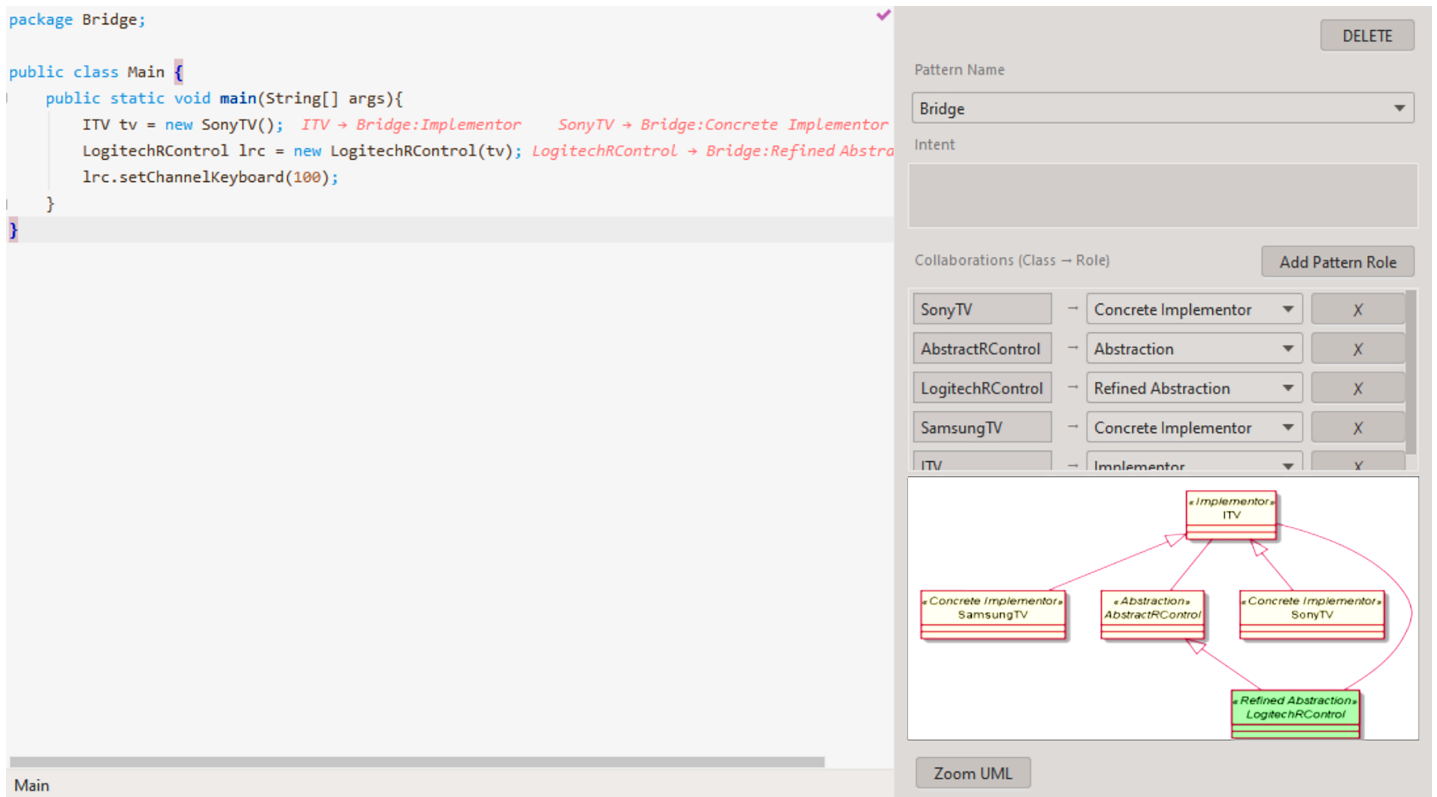 package Bridge;
public class Main {
public static void main(String[] args){
ITV tv = new SonyTV(); ITV → Bridge:Implementor SonyTV → Bridge:Concrete Implementor
LogitechRControl lrc = new LogitechRControl(tv); LogitechRControl → Bridge:Refined Abstra
lrc.setChannelKeyboard(100);
}
}
Main
DELETE
Pattern Name
Bridge
Intent
Collaborations (Class → Role)
Add Pattern Role
SonyTV → Concrete Implementor X
AbstractRControl → Abstraction X
LogitechRControl → Refined Abstraction X
SamsungTV → Concrete Implementor X
ITV → Implementor X
«Implementor»
ITV
«Concrete Implementor»
SamsungTV
«Abstraction»
AbstractRControl
«Concrete Implementor»
SonyTV
«Refined Abstraction»
LogitechRControl
Zoom UML